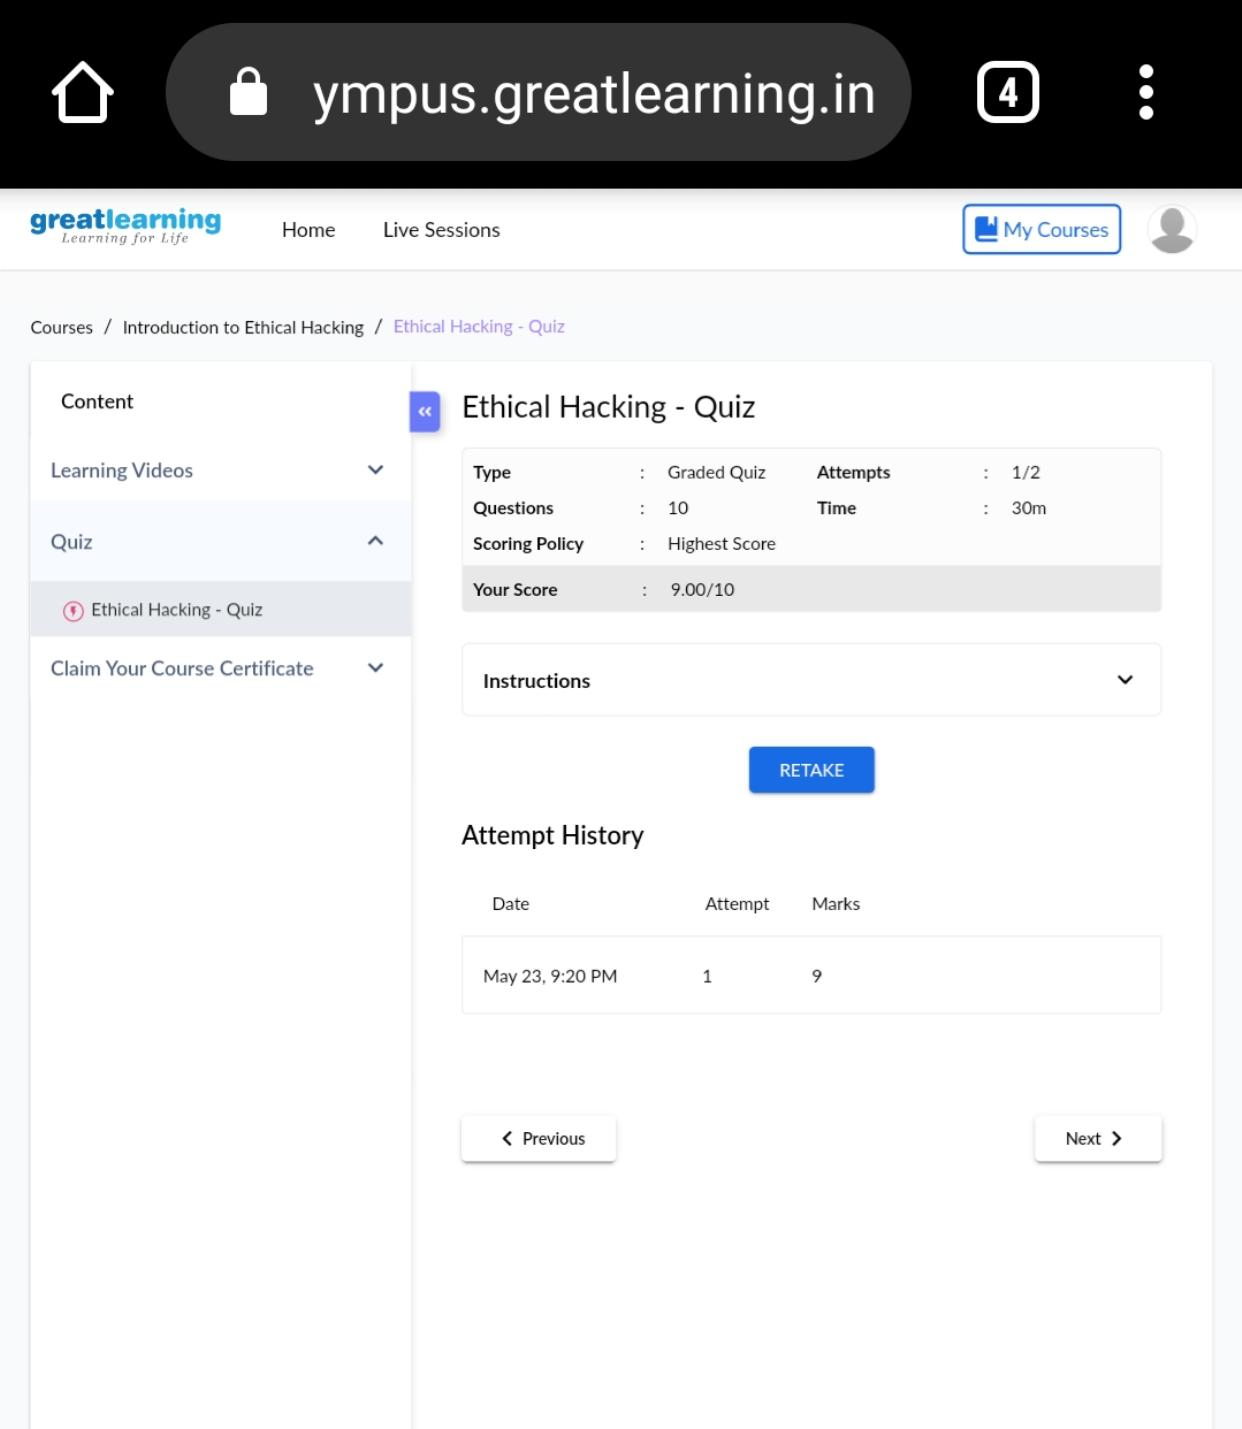 ympus.greatlearning.in
4
greatlearning
Learning for Life
Home
Live Sessions
My Courses
Courses / Introduction to Ethical Hacking / Ethical Hacking - Quiz
Content
Learning Videos
Quiz
Ethical Hacking - Quiz
Claim Your Course Certificate
«
Ethical Hacking - Quiz
Type : Graded Quiz Attempts : 1/2
Questions : 10 Time : 30m
Scoring Policy : Highest Score
Your Score : 9.00/10
Instructions
RETAKE
Attempt History
Date Attempt Marks
May 23, 9:20 PM 1 9
Previous
Next